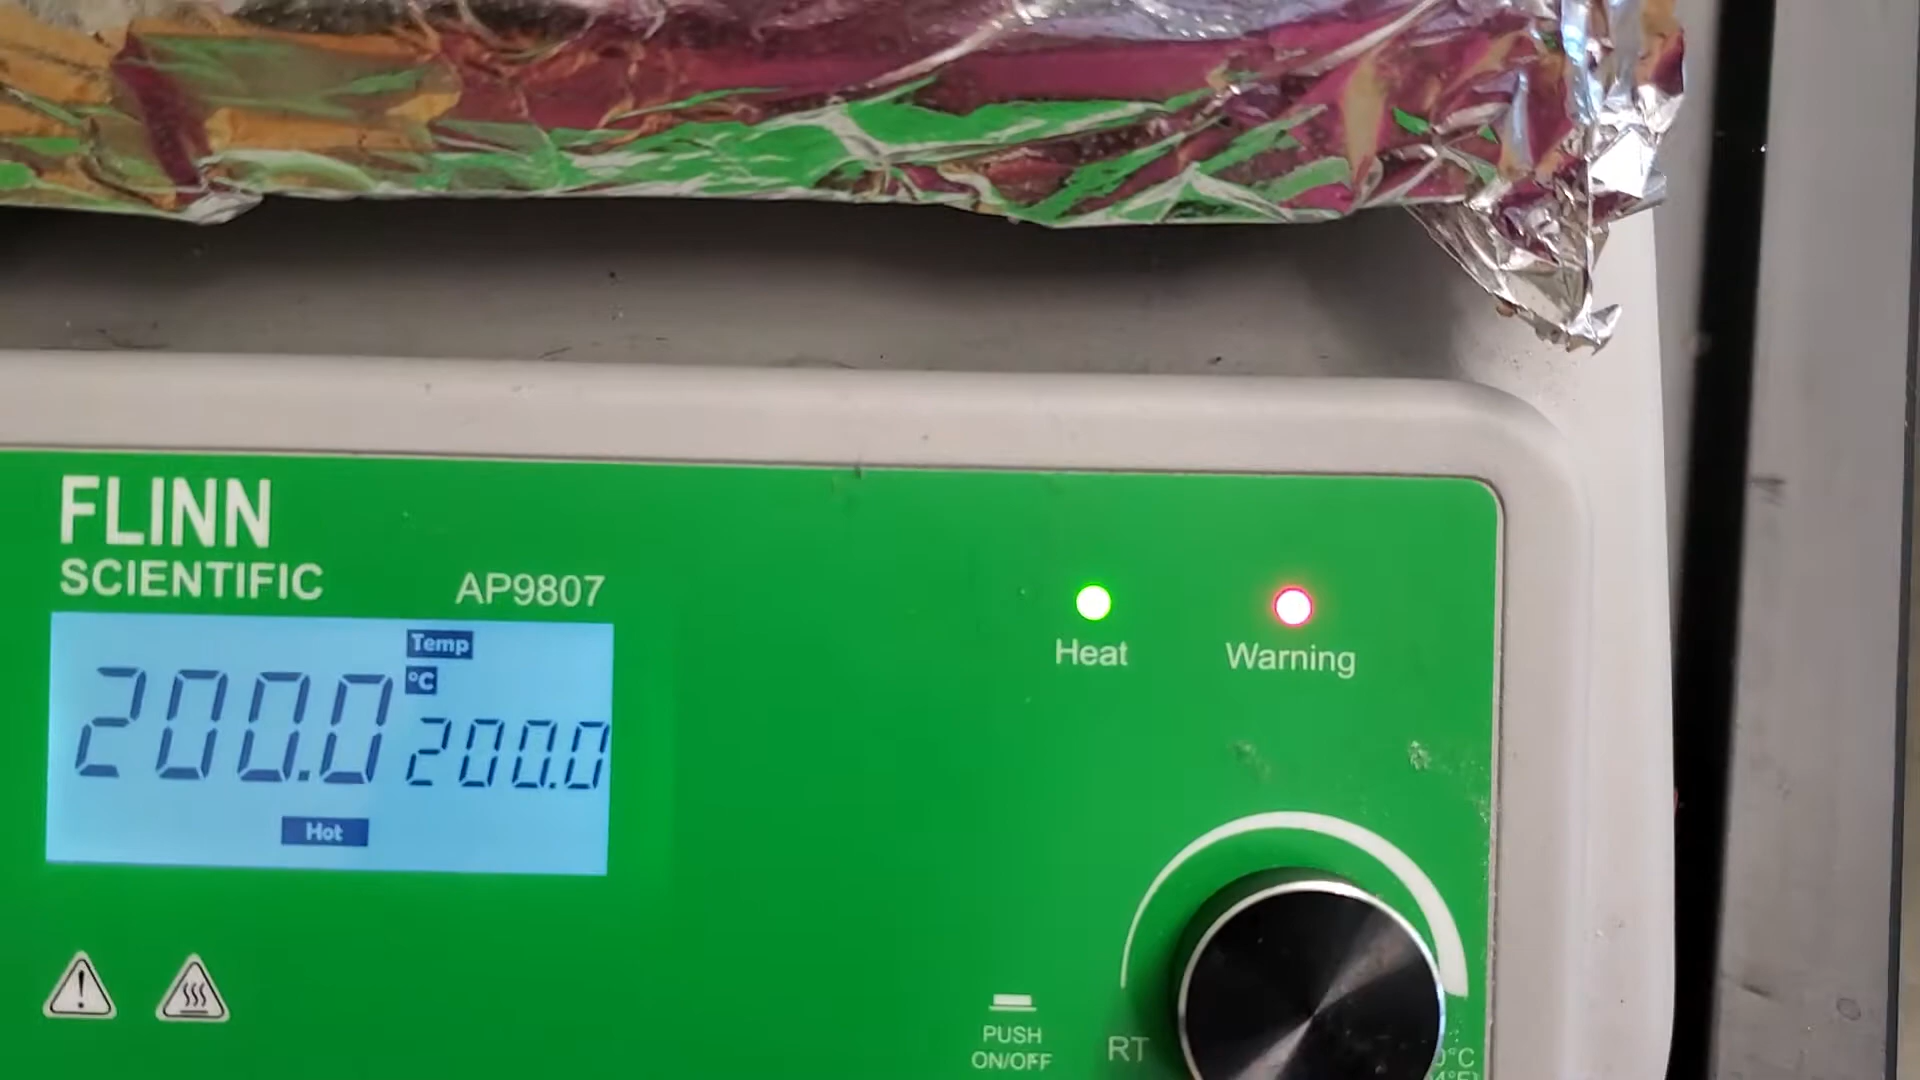 FLINN
SCIENTIFIC
AP9807
Temp
°C
200.0
200.0
Hot
Heat
Warning
PUSH
ON/OFF
RT